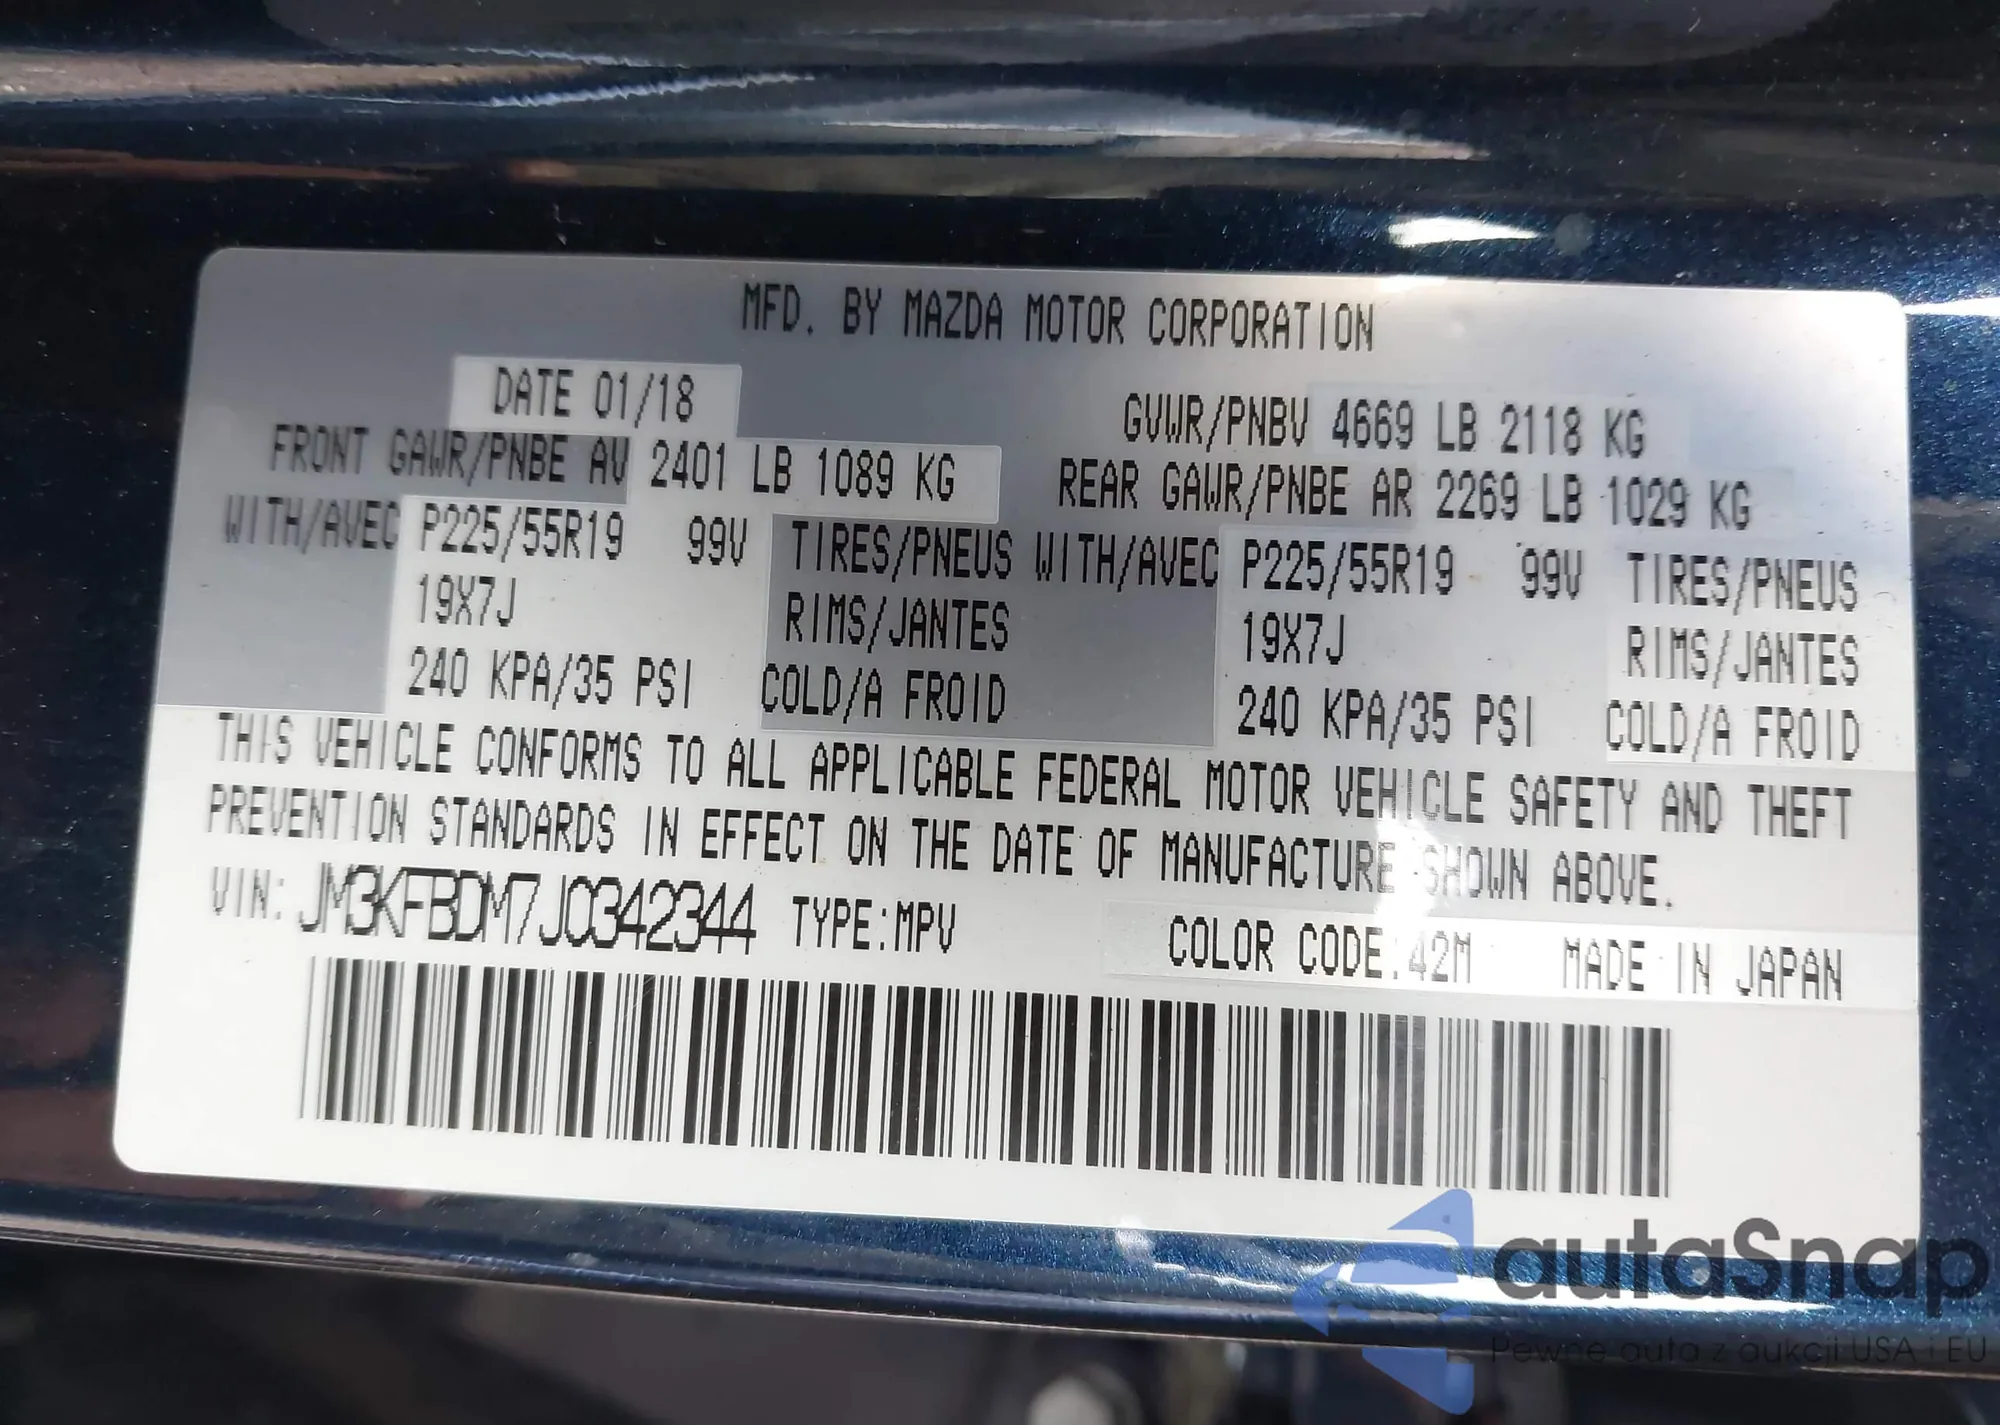 MFD. BY MAZDA MOTOR CORPORATION
DATE 01/18
GVWR/PNBV 4669 LB 2118 KG
FRONT GAWR/PNBE AV 2401 LB 1089 KG
REAR GAWR/PNBE AR 2269 LB 1029 KG
WITH/AVEC P225/55R19 99V TIRES/PNEUS WITH/AVEC P225/55R19 99V TIRES/PNEUS
19X7J RIMS/JANTES 19X7J RIMS/JANTES
240 KPA/35 PSI COLD/A FROID 240 KPA/35 PSI COLD/A FROID
THIS VEHICLE CONFORMS TO ALL APPLICABLE FEDERAL MOTOR VEHICLE SAFETY AND THEFT
PREVENTION STANDARDS IN EFFECT ON THE DATE OF MANUFACTURE SHOWN ABOVE.
VIN: JM3KFBDM7J0342344 TYPE:MPV COLOR CODE:42M MADE IN JAPAN
autaSnap
Pewne auta z aukcji USA i EU